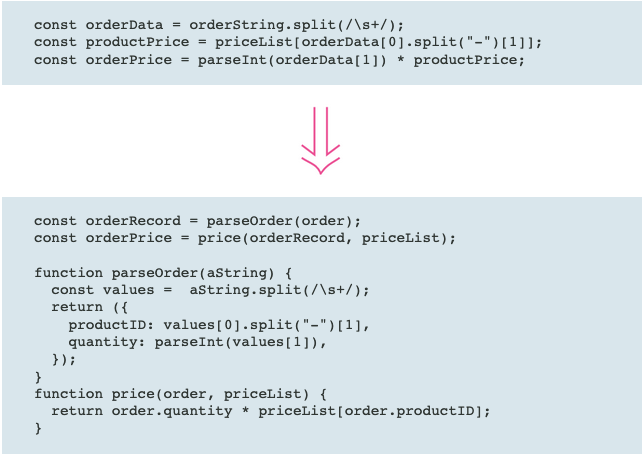 const orderData = orderString.split(/\s+/);
const productPrice = priceList[orderData[0].split("-")[1]];
const orderPrice = parseInt(orderData[1]) * productPrice;
const orderRecord = parseOrder(order);
const orderPrice = price(orderRecord, priceList);
function parseOrder(aString) {
  const values =  aString.split(/\s+/);
  return ({
    productID: values[0].split("-")[1],
    quantity: parseInt(values[1]),
  });
}
function price(order, priceList) {
  return order.quantity * priceList[order.productID];
}